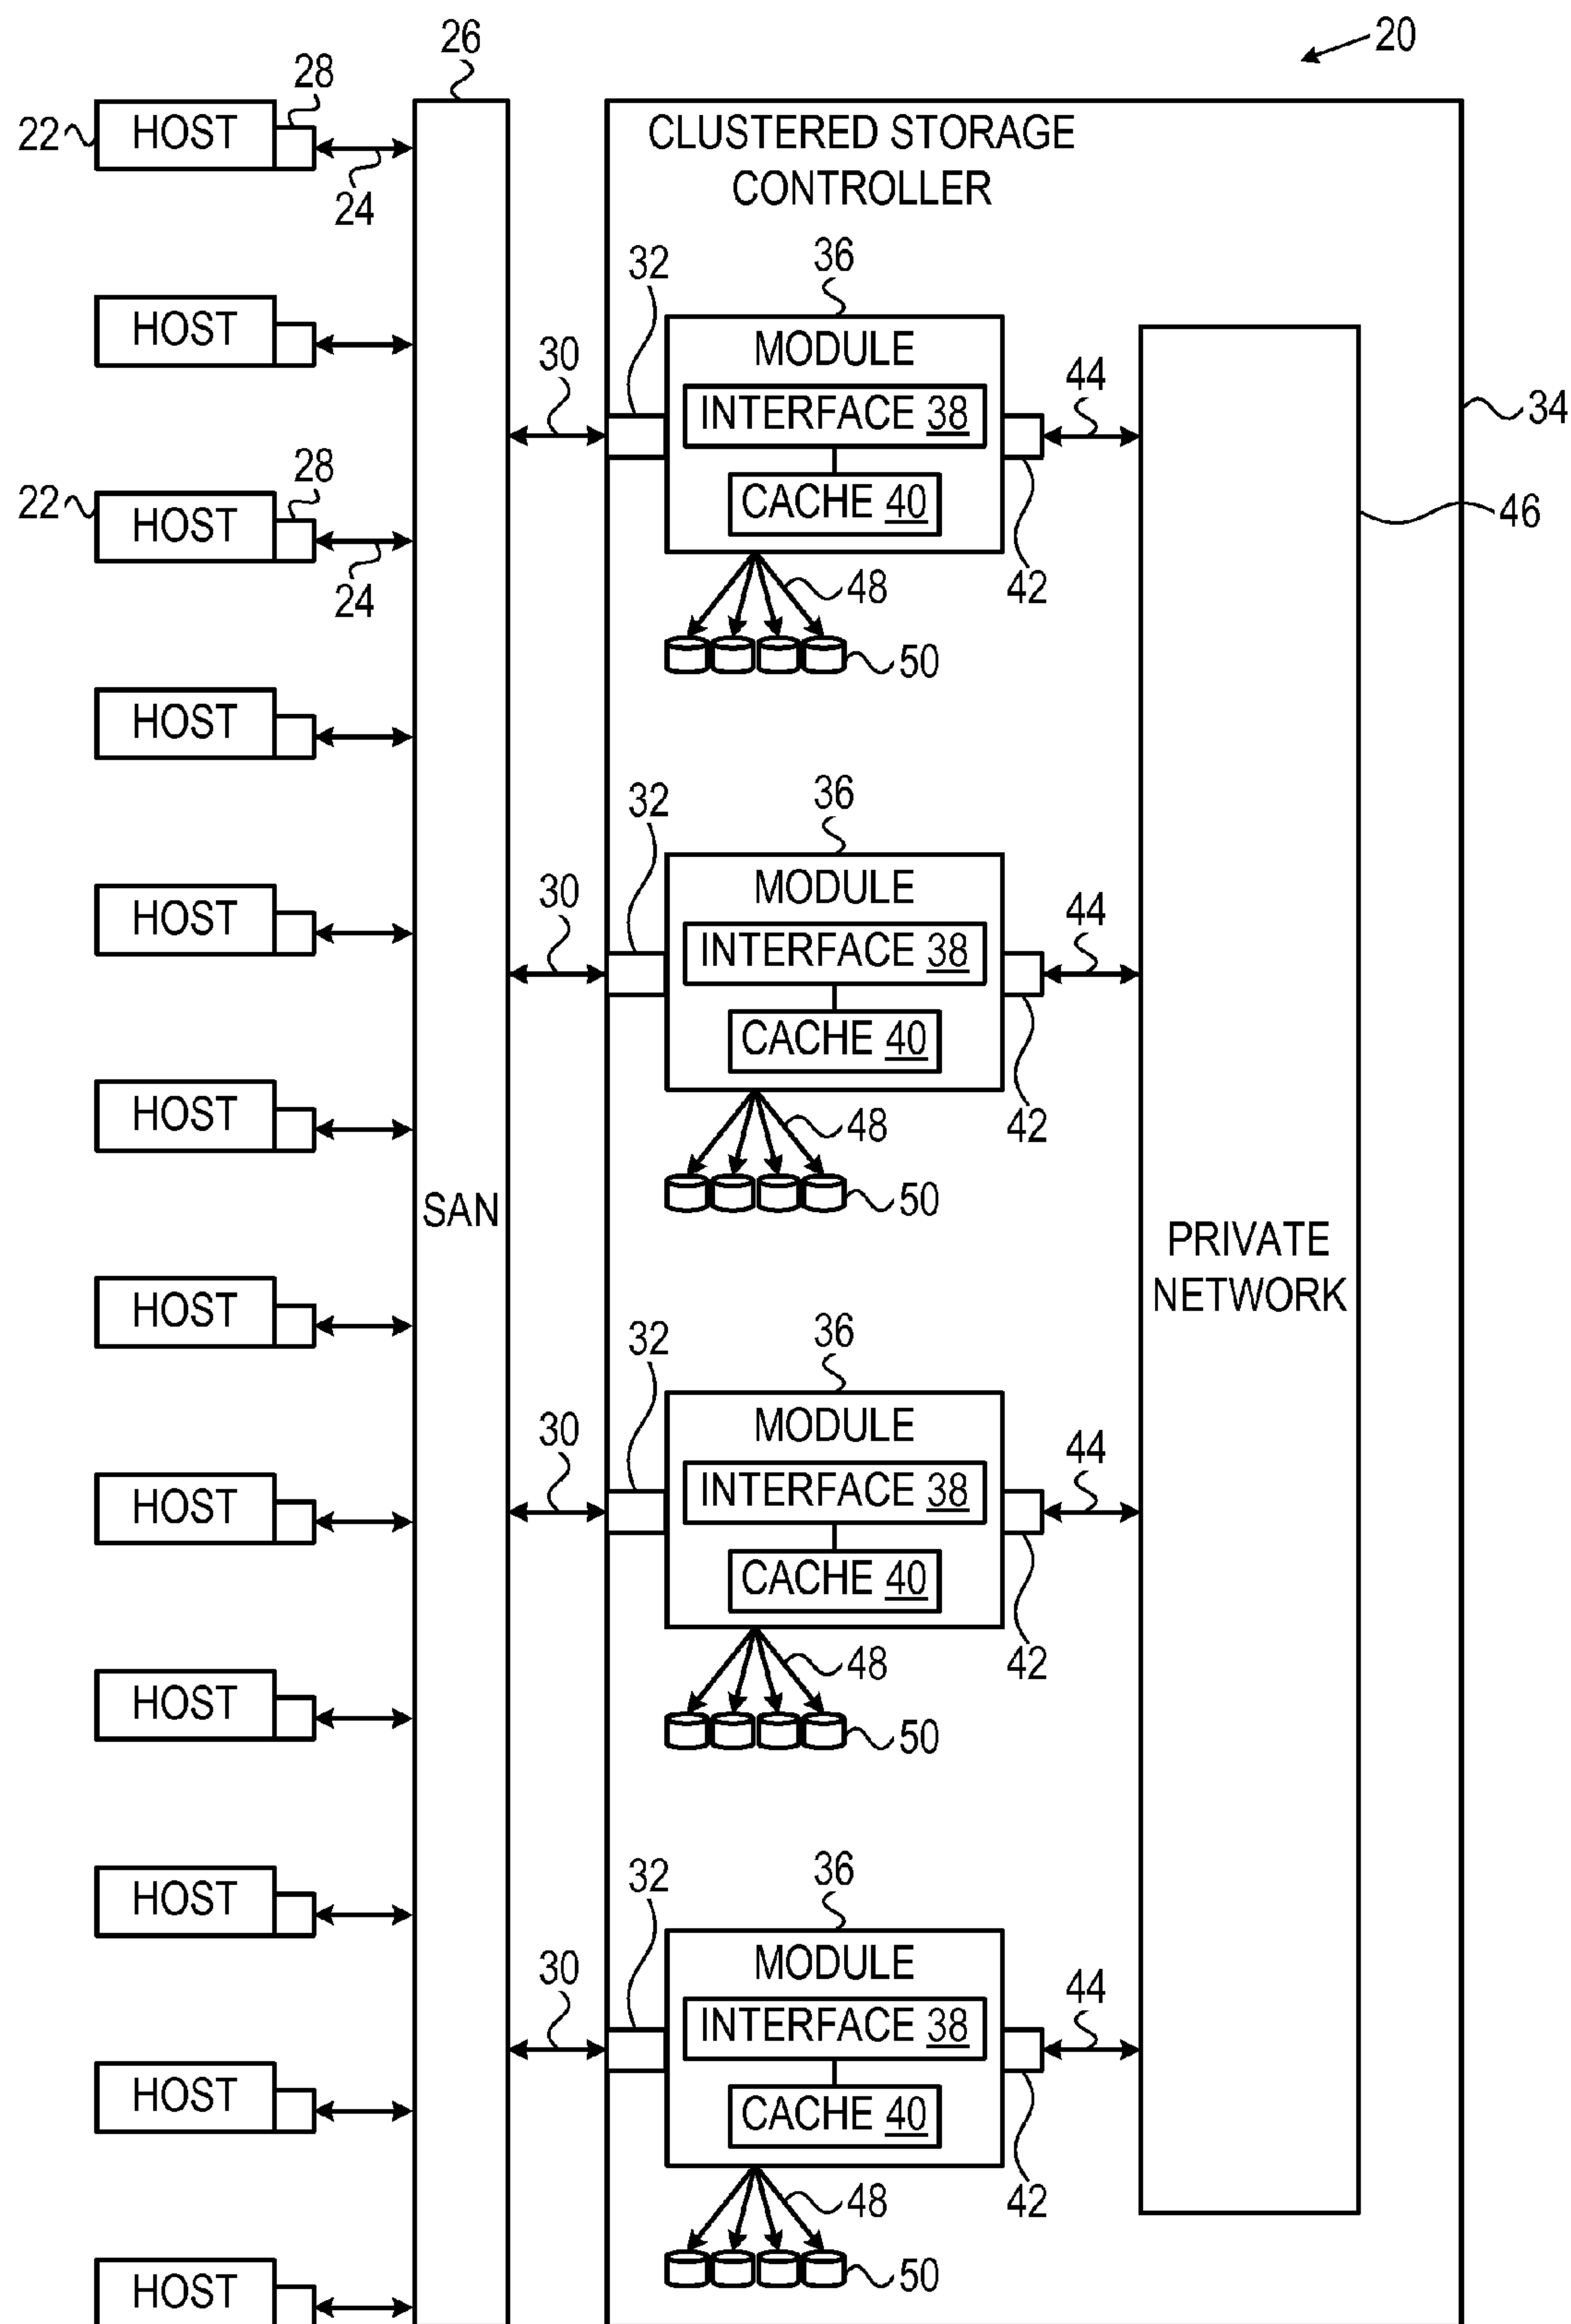 20
26
28
22 HOST
24
CLUSTERED STORAGE
CONTROLLER
HOST
32
36
MODULE
30
INTERFACE 38
44
34
CACHE 40
28
22 HOST
24
46
48
42
50
HOST
32
36
HOST
MODULE
30
INTERFACE 38
44
CACHE 40
HOST
48
42
SAN
50
PRIVATE
NETWORK
HOST
32
36
MODULE
30
INTERFACE 38
44
HOST
CACHE 40
48
42
HOST
50
32
36
HOST
MODULE
30
INTERFACE 38
44
HOST
CACHE 40
48
42
50
HOST